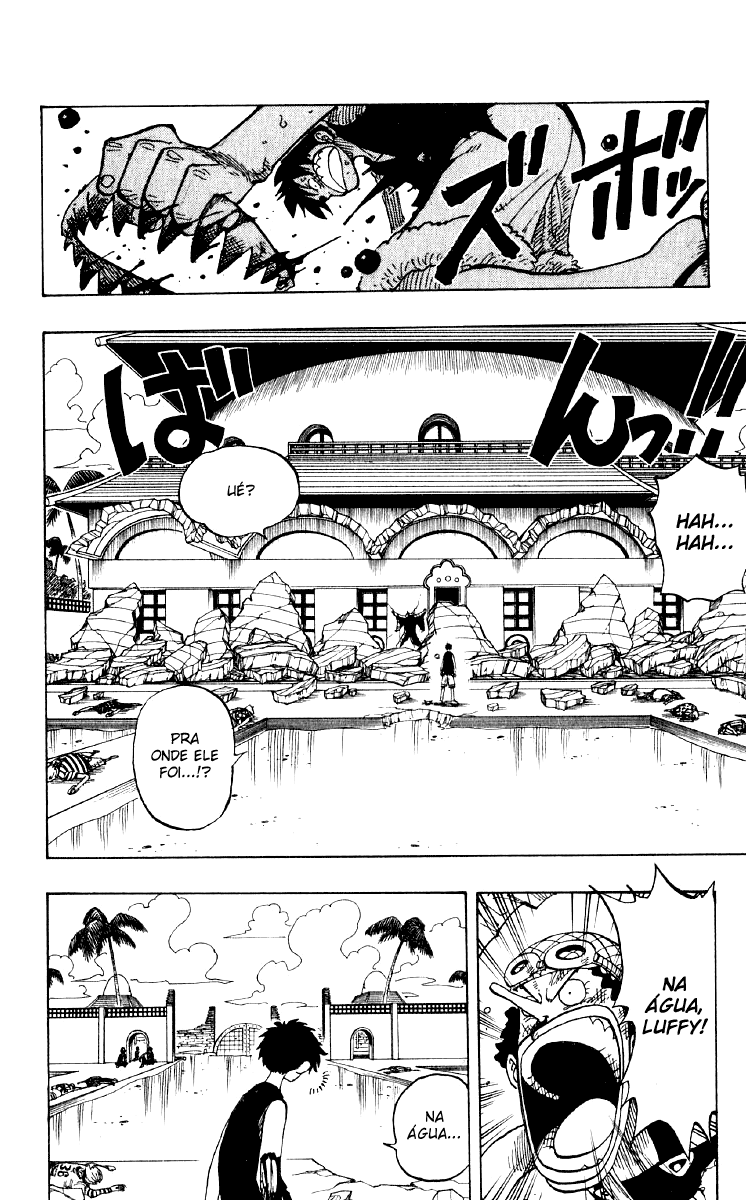 ズボッ
ばんっ!!
HAH...
HAH...
UÉ?
PRA
ONDE ELE
FOI...!?
NA
ÁGUA,
LUFFY!
NA
ÁGUA...